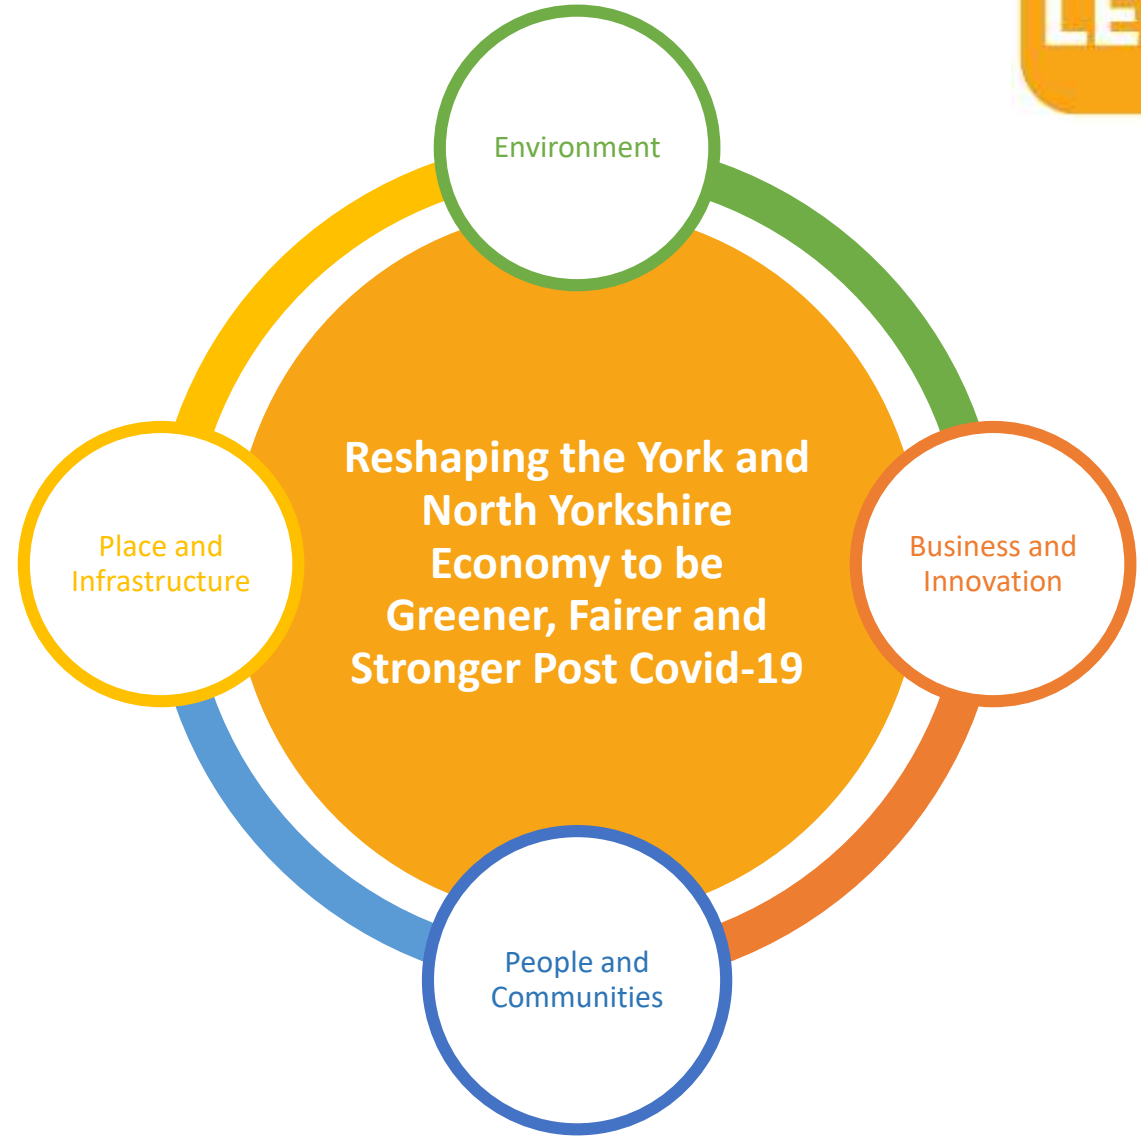 LE
Environment
Reshaping the York and
North Yorkshire
Economy to be
Greener, Fairer and
Stronger Post Covid-19
Place and
Infrastructure
Business and
Innovation
People and
Communities